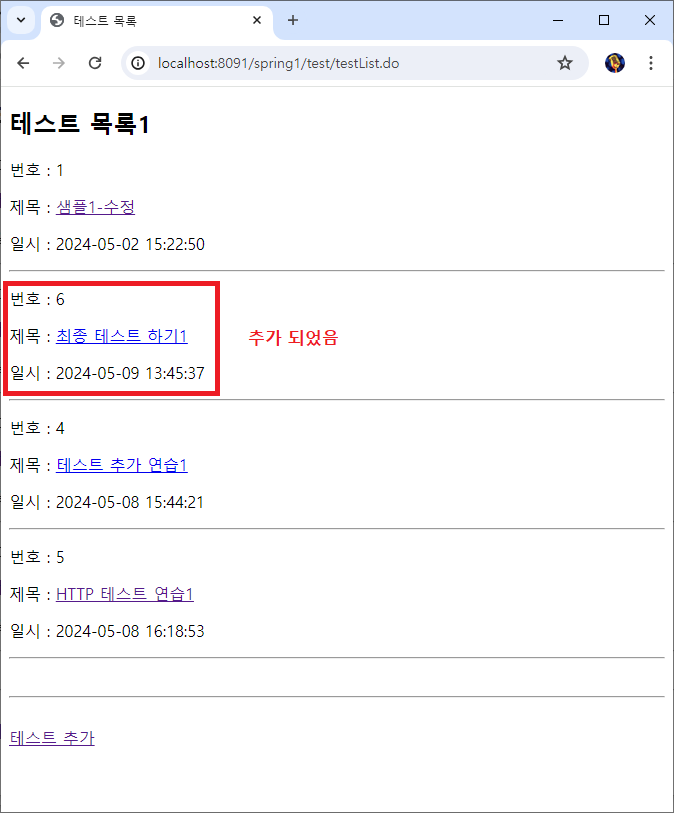 테스트 목록
localhost:8091/spring1/test/testList.do
테스트 목록1
번호 : 1
제목 : 샘플1-수정
일시 : 2024-05-02 15:22:50
번호 : 6
제목 : 최종 테스트 하기1
추가 되었음
일시 : 2024-05-09 13:45:37
번호 : 4
제목 : 테스트 추가 연습1
일시 : 2024-05-08 15:44:21
번호 : 5
제목 : HTTP 테스트 연습1
일시 : 2024-05-08 16:18:53
테스트 추가